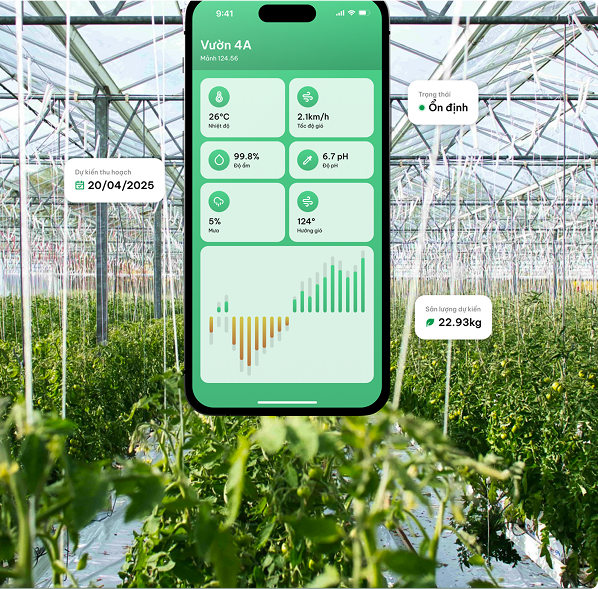 9:41
Vườn 4A
Mảnh 124.56
26°C
Nhiệt độ
2.1km/h
Tốc độ gió
99.8%
Độ ẩm
6.7 pH
Độ pH
5%
Mưa
124°
Hướng gió
Trạng thái
Ổn định
Dự kiến thu hoạch
20/04/2025
Sản lượng dự kiến
22.93kg